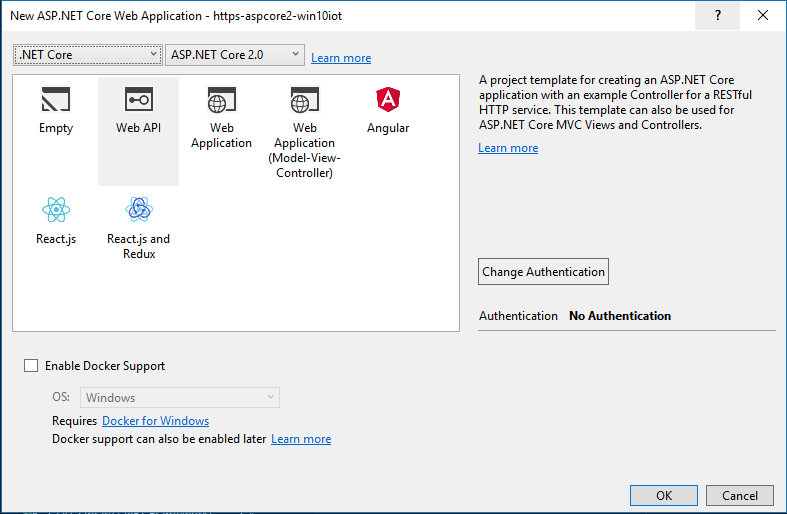 New ASP.NET Core Web Application - https-aspcore2-win10iot
?
.NET Core
ASP.NET Core 2.0
Learn more
Empty
Web API
Web
Application
Web
Application
(Model-View-
Controller)
Angular
React.js
React.js and
Redux
A project template for creating an ASP.NET Core
application with an example Controller for a RESTful
HTTP service. This template can also be used for
ASP.NET Core MVC Views and Controllers.
Learn more
Change Authentication
Authentication No Authentication
Enable Docker Support
OS: Windows
Requires Docker for Windows
Docker support can also be enabled later Learn more
OK
Cancel